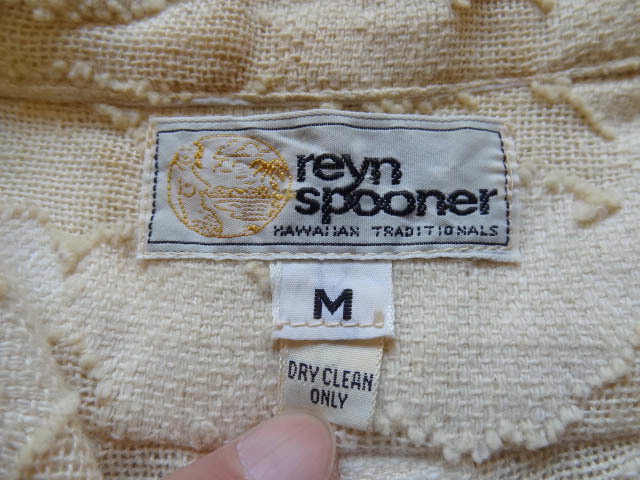 reyn
spooner
HAWAIIAN TRADITIONALS
M
DRY CLEAN
ONLY